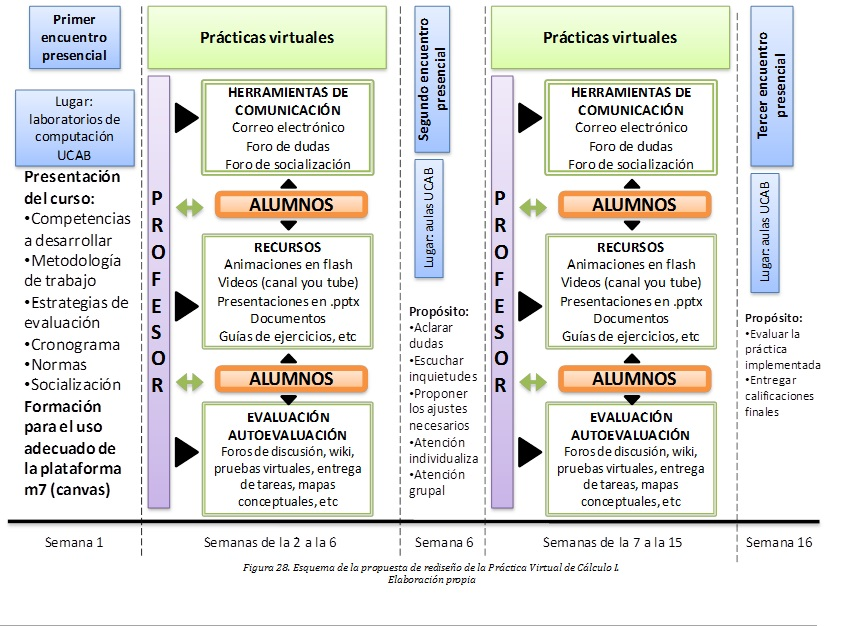 Primer
encuentro
presencial
Lugar:
laboratorios de
computación
UCAB
Presentación
del curso:
•Competencias
a desarrollar
•Metodología
de trabajo
•Estrategias de
evaluación
•Cronograma
•Normas
•Socialización
Formación
para el uso
adecuado de
la plataforma
m7 (canvas)
Semana 1
Prácticas virtuales
PROFESOR
HERRAMIENTAS DE
COMUNICACIÓN
Correo electrónico
Foro de dudas
Foro de socialización
ALUMNOS
RECURSOS
Animaciones en flash
Videos (canal you tube)
Presentaciones en .pptx
Documentos
Guías de ejercicios, etc
ALUMNOS
EVALUACIÓN
AUTOEVALUACIÓN
Foros de discusión, wiki,
pruebas virtuales, entrega
de tareas, mapas
conceptuales, etc
Semanas de la 2 a la 6
Segundo encuentro
presencial
Lugar: aulas UCAB
Propósito:
•Aclarar
dudas
•Escuchar
inquietudes
•Proponer
los ajustes
necesarios
•Atención
individualiza
•Atención
grupal
Semana 6
Prácticas virtuales
PROFESOR
HERRAMIENTAS DE
COMUNICACIÓN
Correo electrónico
Foro de dudas
Foro de socialización
ALUMNOS
RECURSOS
Animaciones en flash
Videos (canal you tube)
Presentaciones en .pptx
Documentos
Guías de ejercicios, etc
ALUMNOS
EVALUACIÓN
AUTOEVALUACIÓN
Foros de discusión, wiki,
pruebas virtuales, entrega
de tareas, mapas
conceptuales, etc
Semanas de la 7 a la 15
Tercer encuentro
presencial
Lugar: aulas UCAB
Propósito:
•Evaluar la
práctica
implementada
•Entregar
calificaciones
finales
Semana 16
Figura 28. Esquema de la propuesta de rediseño de la Práctica Virtual de Cálculo I.
Elaboración propia